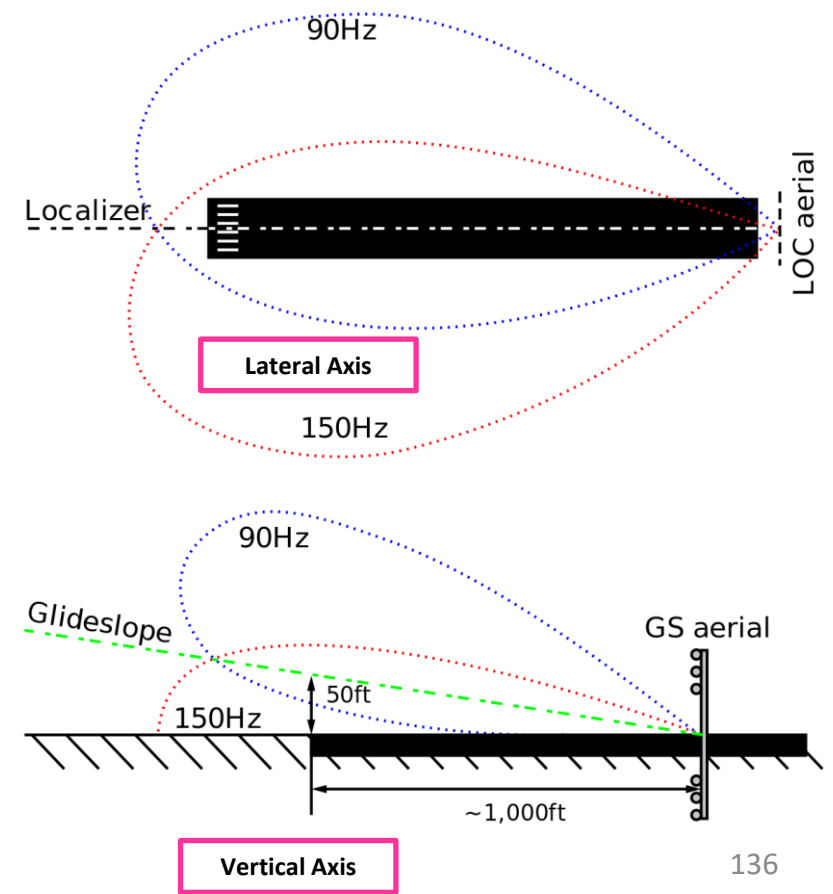 90Hz
Localizer
LOC aerial
Lateral Axis
150Hz
90Hz
Glideslope
GS aerial
50ft
150Hz
~1,000ft
Vertical Axis
136